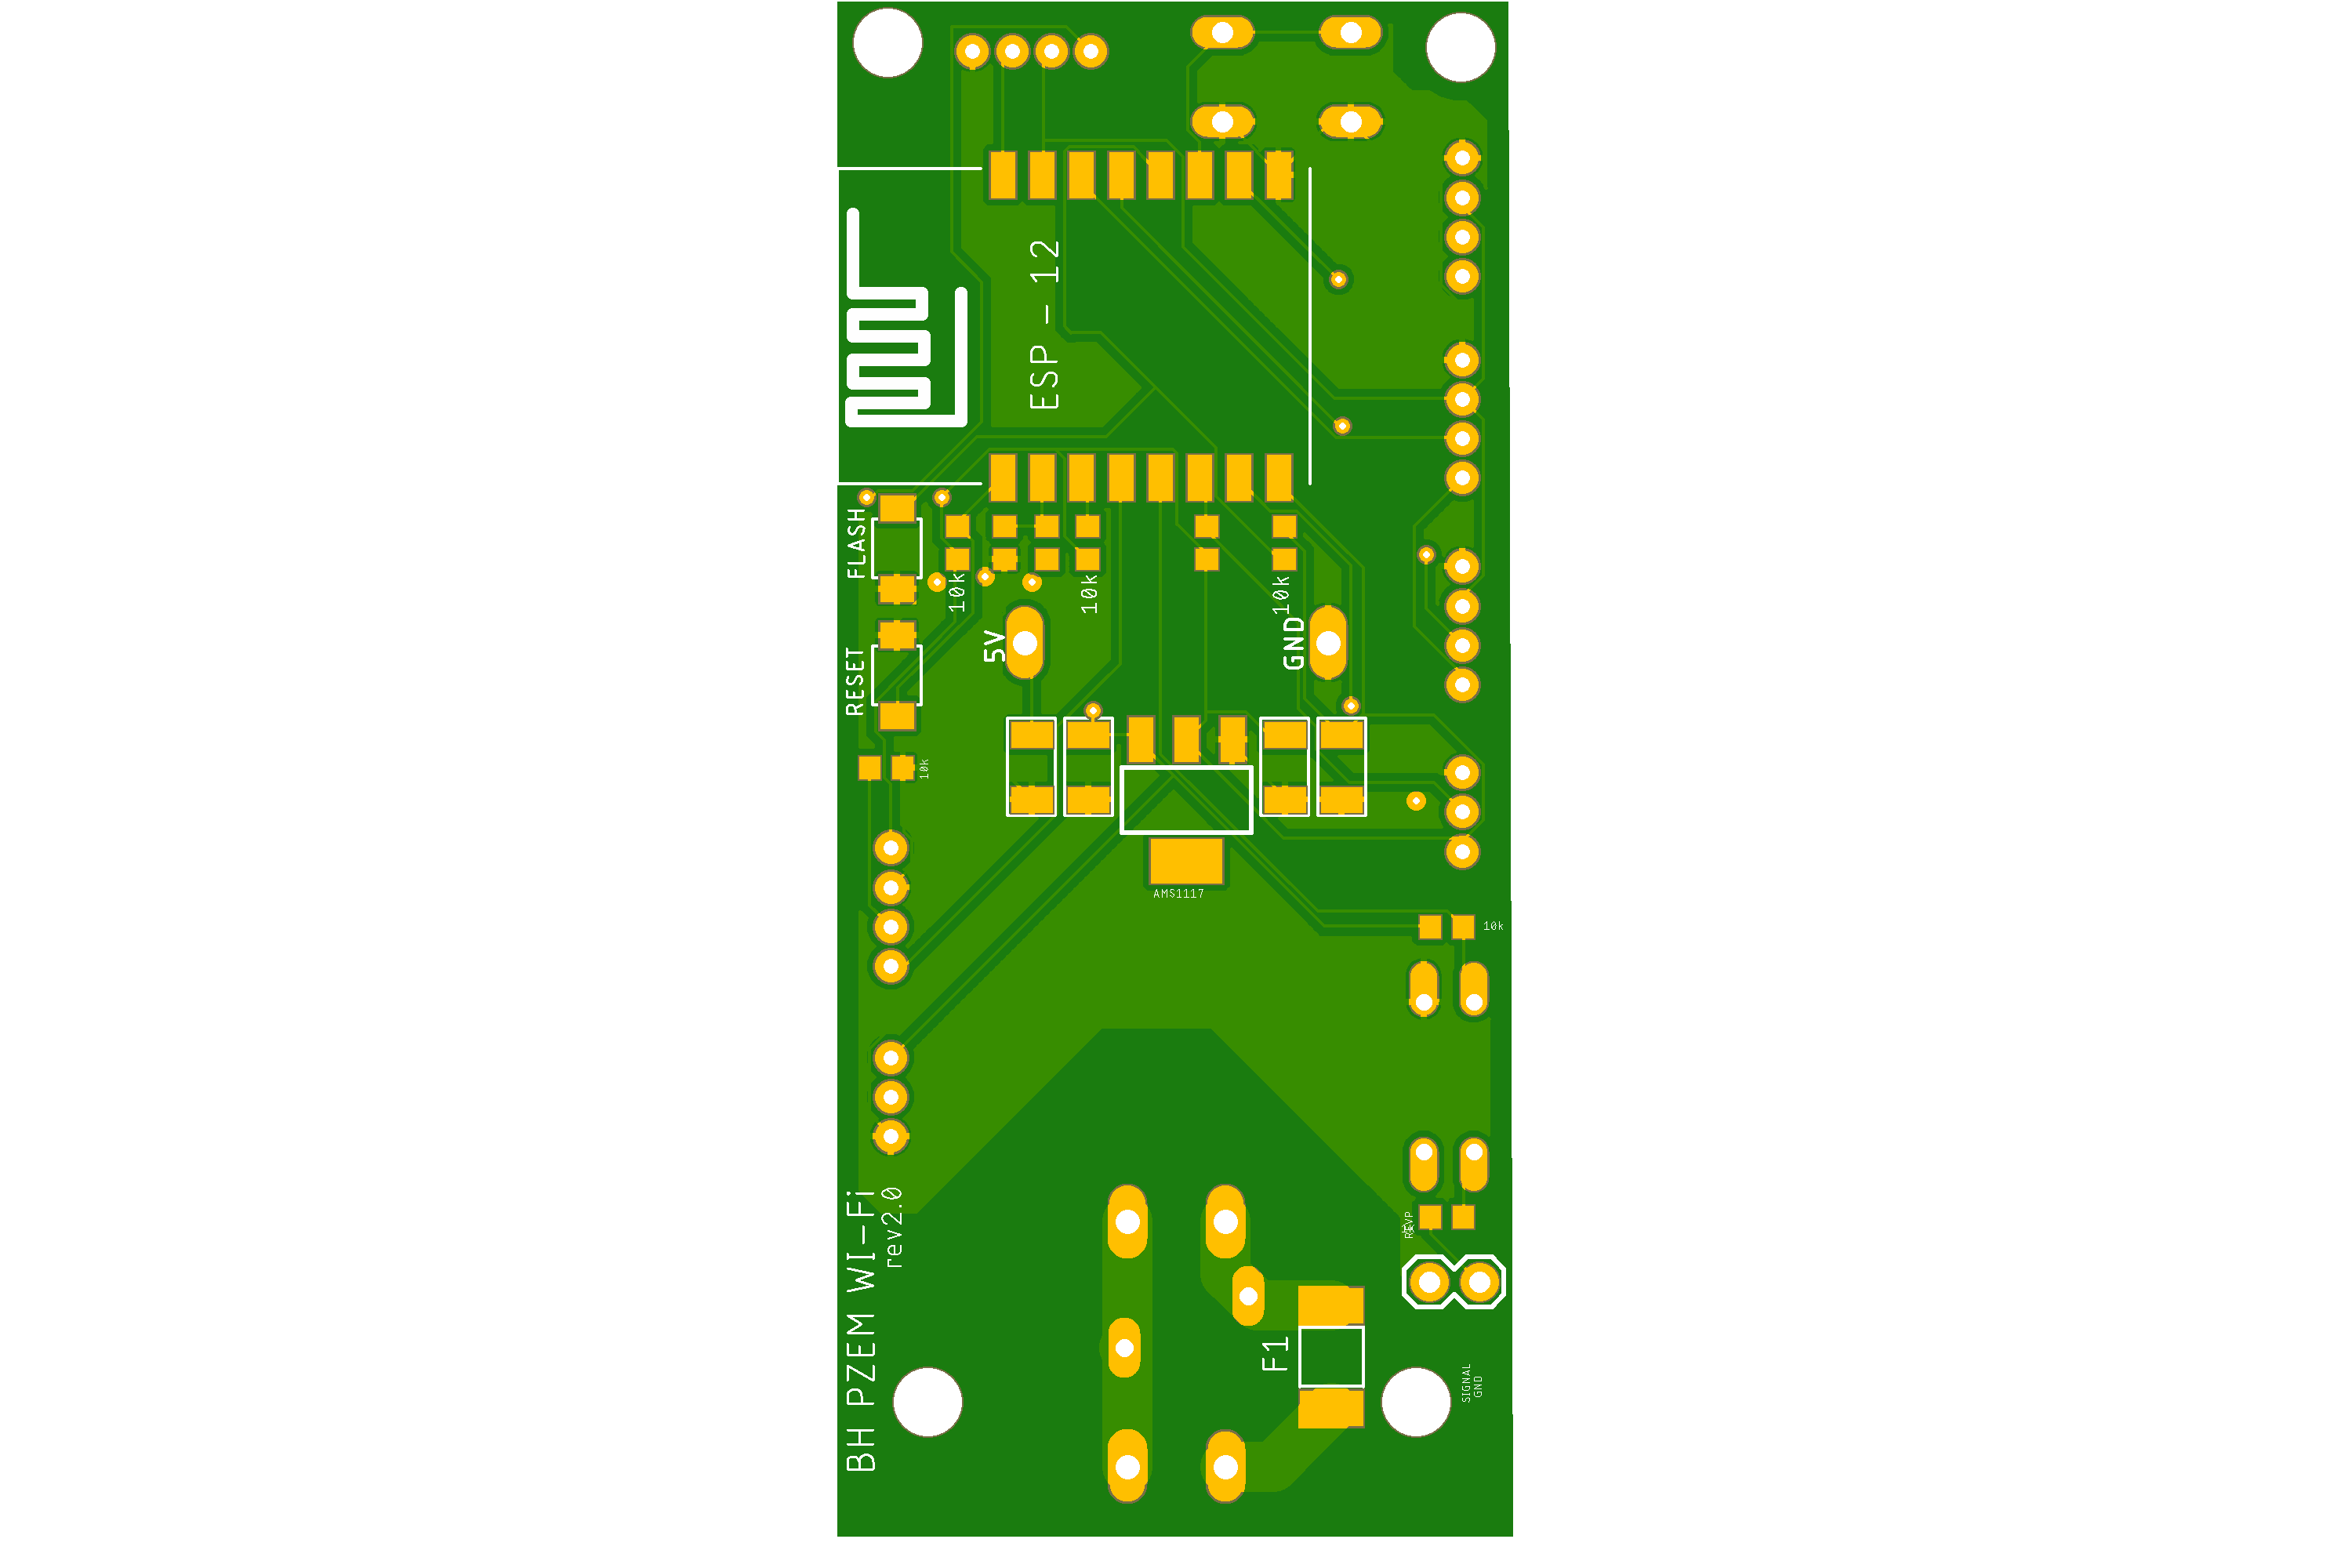 ESP-12
FLASH
10k
10k
10k
5V
GND
RESET
10k
AMS1117
10k
rev2.0
BH PZEM WI-Fi
F1
SIGNAL
GND